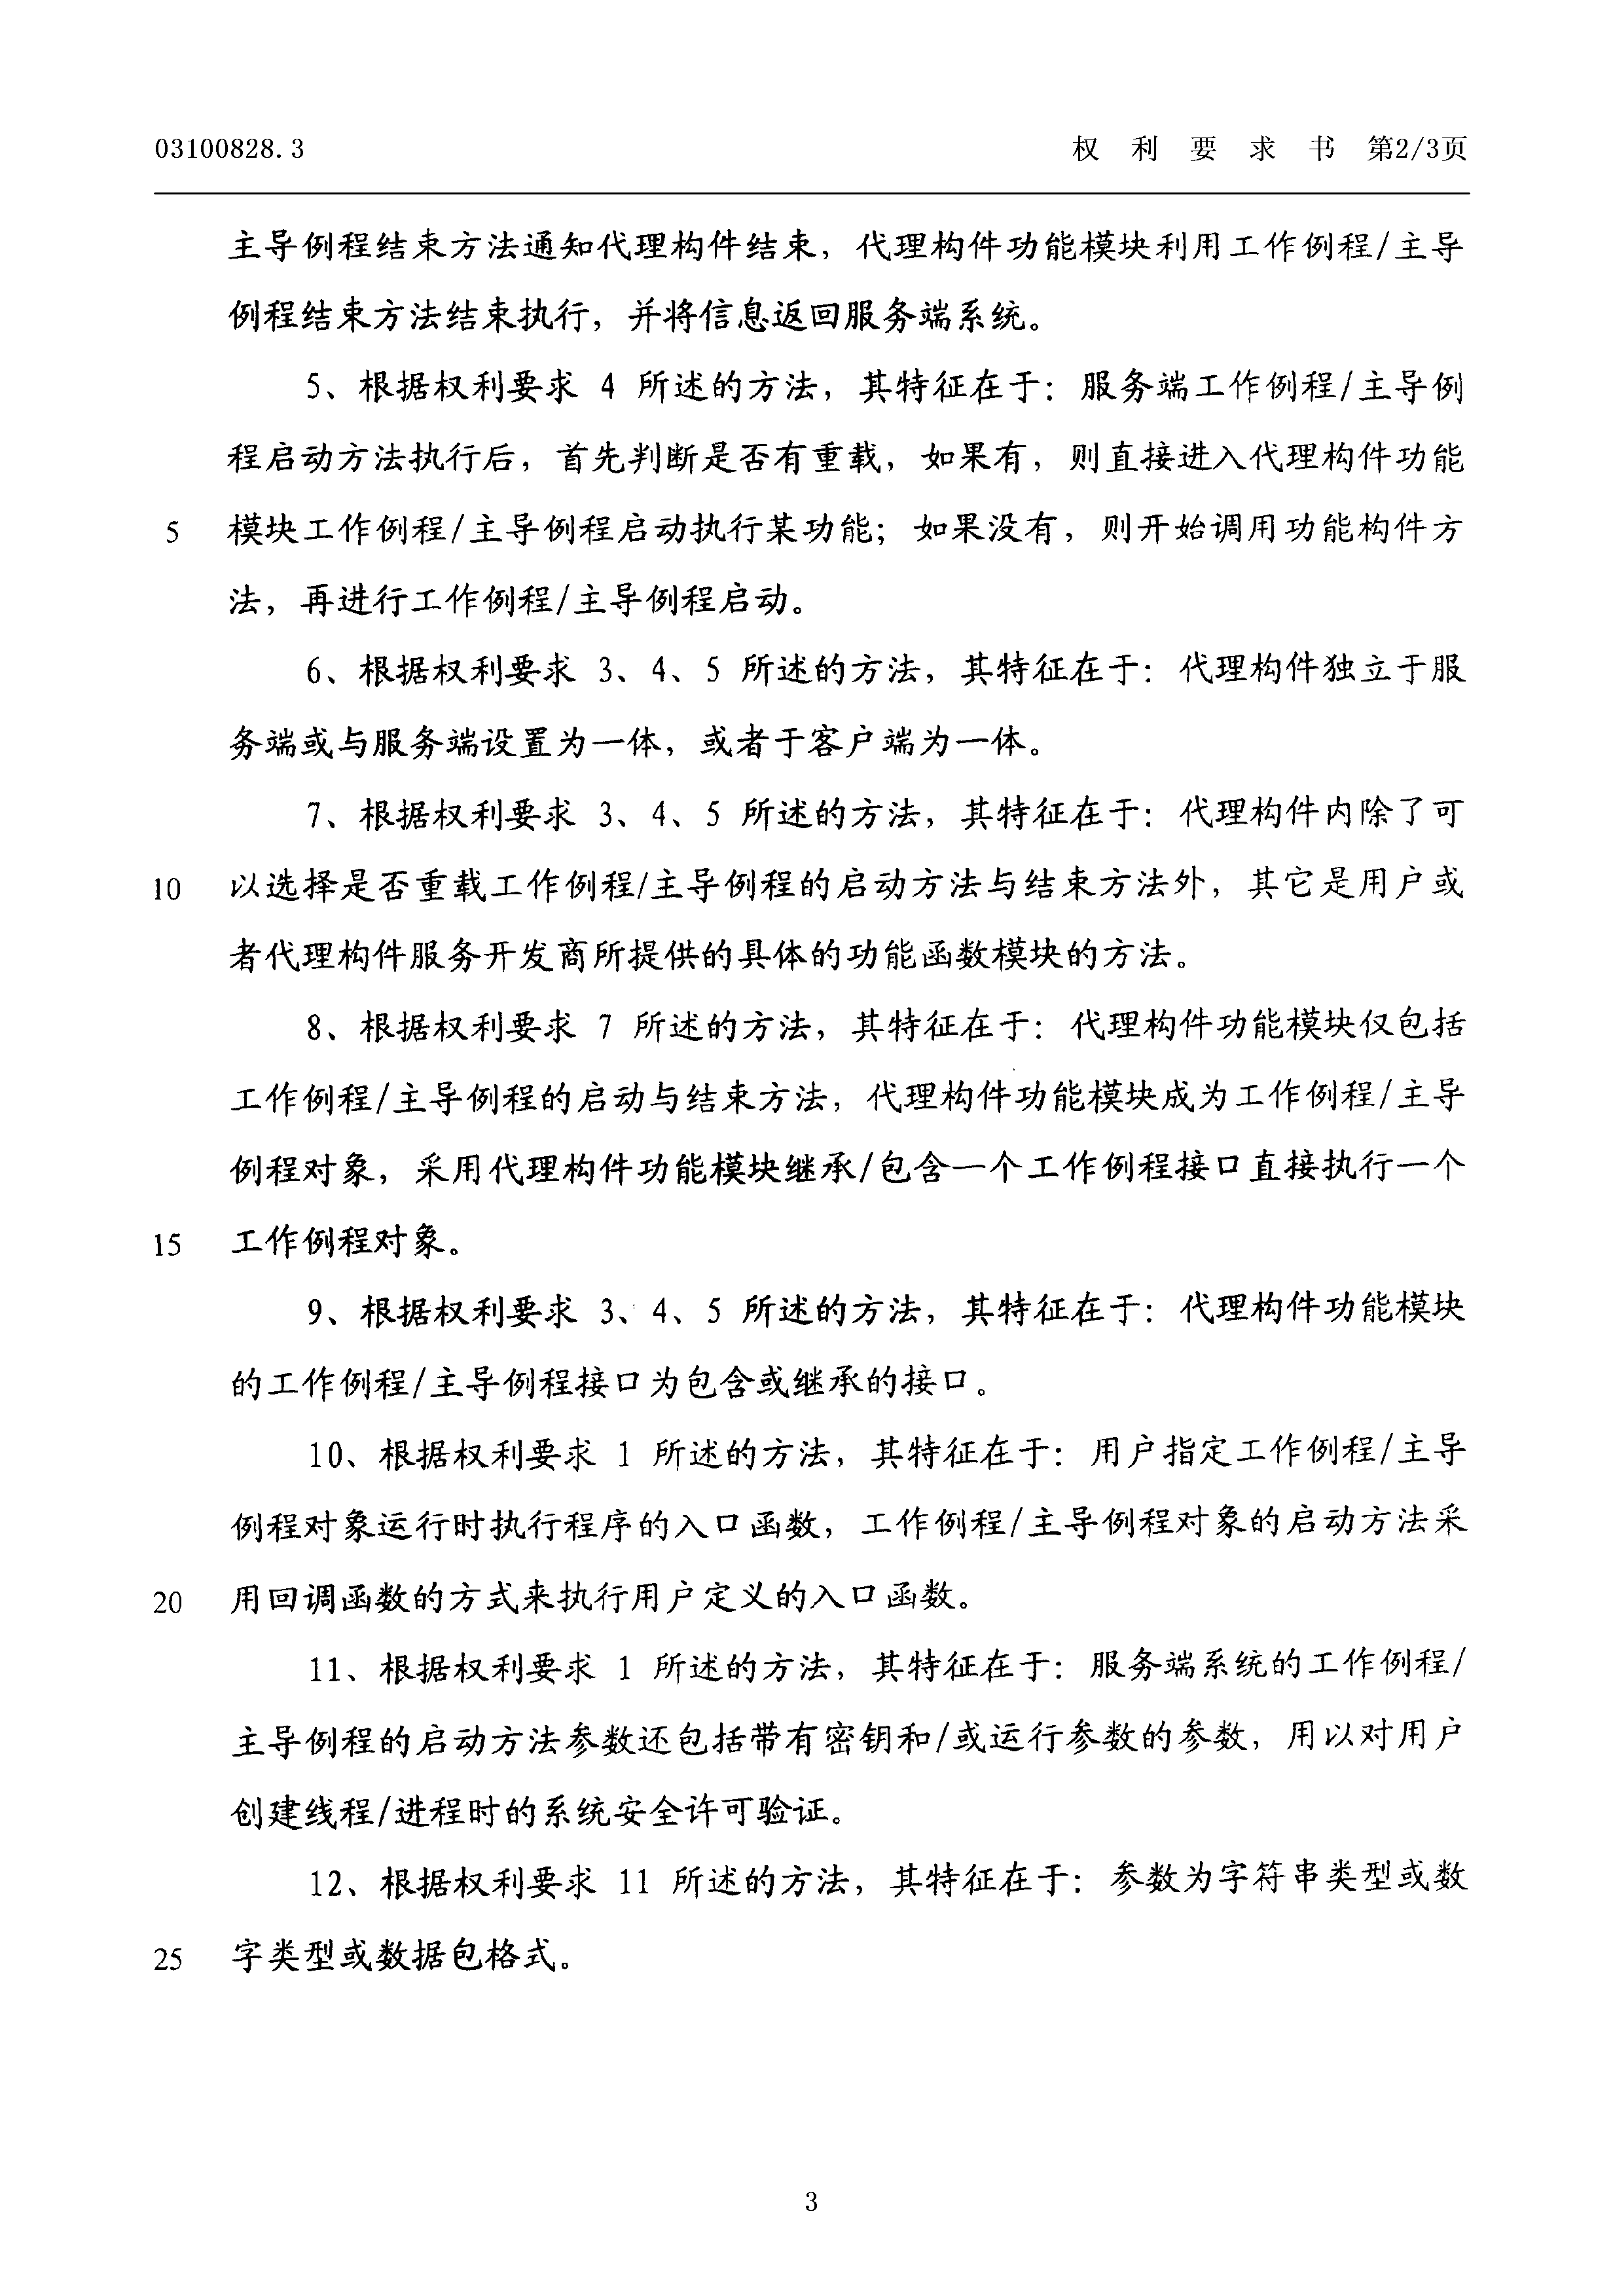 03100828.3 权 利 要 求 书 第2/3页
主导例程结束方法通知代理构件结束，代理构件功能模块利用工作例程/主导
例程结束方法结束执行，并将信息返回服务端系统。
5、根据权利要求 4 所述的方法，其特征在于：服务端工作例程/主导例
程启动方法执行后，首先判断是否有重载，如果有，则直接进入代理构件功能
5 模块工作例程/主导例程启动执行某功能；如果没有，则开始调用功能构件方
法，再进行工作例程/主导例程启动。
6、根据权利要求 3、4、5 所述的方法，其特征在于：代理构件独立于服
务端或与服务端设置为一体，或者于客户端为一体。
7、根据权利要求 3、4、5 所述的方法，其特征在于：代理构件内除了可
10 以选择是否重载工作例程/主导例程的启动方法与结束方法外，其它是用户或
者代理构件服务开发商所提供的具体的功能函数模块的方法。
8、根据权利要求 7 所述的方法，其特征在于：代理构件功能模块仅包括
工作例程/主导例程的启动与结束方法，代理构件功能模块成为工作例程/主导
例程对象，采用代理构件功能模块继承/包含一个工作例程接口直接执行一个
15 工作例程对象。
9、根据权利要求 3、4、5 所述的方法，其特征在于：代理构件功能模块
的工作例程/主导例程接口为包含或继承的接口。
10、根据权利要求 1 所述的方法，其特征在于：用户指定工作例程/主导
例程对象运行时执行程序的入口函数，工作例程/主导例程对象的启动方法采
20 用回调函数的方式来执行用户定义的入口函数。
11、根据权利要求 1 所述的方法，其特征在于：服务端系统的工作例程/
主导例程的启动方法参数还包括带有密钥和/或运行参数的参数，用以对用户
创建线程/进程时的系统安全许可验证。
12、根据权利要求 11 所述的方法，其特征在于：参数为字符串类型或数
25 字类型或数据包格式。
3